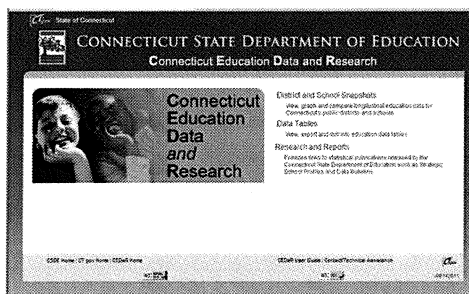 State of Connecticut
CONNECTICUT STATE DEPARTMENT OF EDUCATION
Connecticut Education Data and Research
Connecticut
Education
Data
and
Research
District and School Snapshots
View, graph and compare longitudinal education data for
Connecticut's public districts and schools.
Data Tables
View, export and drill into education data tables
Research and Reports
Provides links to statistical publications released by the
Connecticut State Department of Education such as Strategic
School Profiles and Data Bulletins.
CSDE Home | CT.gov Home | CEDaR Home
CEDaR User Guide | Contact/Technical Assistance